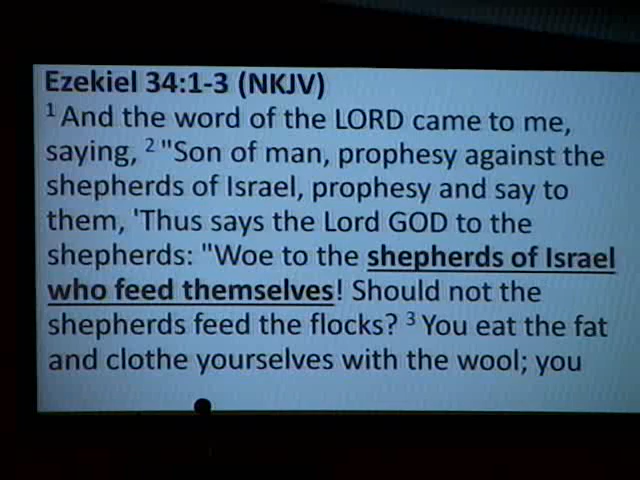 Ezekiel 34:1-3 (NKJV)
1 And the word of the LORD came to me,
saying, 2 "Son of man, prophesy against the
shepherds of Israel, prophesy and say to
them, 'Thus says the Lord GOD to the
shepherds: "Woe to the shepherds of Israel
who feed themselves! Should not the
shepherds feed the flocks? 3 You eat the fat
and clothe yourselves with the wool; you